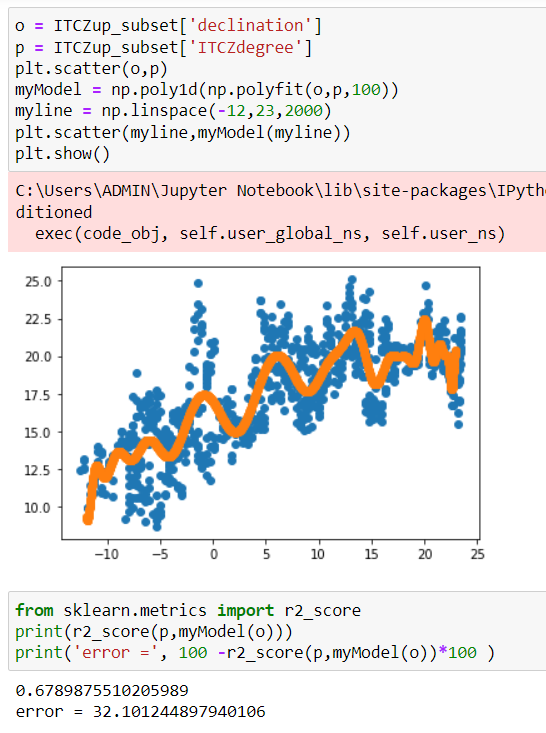 o = ITCZup_subset['declination']
p = ITCZup_subset['ITCZdegree']
plt.scatter(o,p)
myModel = np.poly1d(np.polyfit(o,p,100))
myline = np.linspace(-12,23,2000)
plt.scatter(myline,myModel(myline))
plt.show()
C:\Users\ADMIN\Jupyter Notebook\lib\site-packages\IPytho
ditioned
  exec(code_obj, self.user_global_ns, self.user_ns)
25.0
22.5
20.0
17.5
15.0
12.5
10.0
−10 −5 0 5 10 15 20 25
from sklearn.metrics import r2_score
print(r2_score(p,myModel(o)))
print('error =', 100 -r2_score(p,myModel(o))*100 )
0.6789875510205989
error = 32.101244897940106